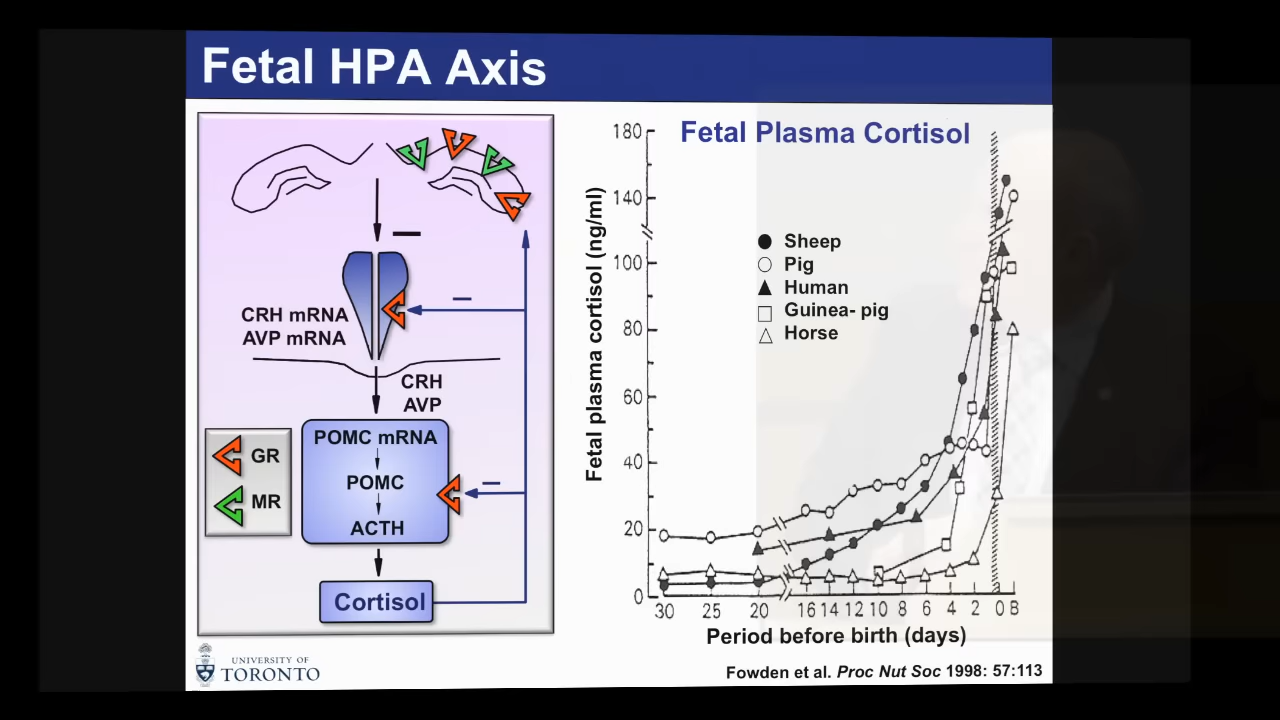 Fetal HPA Axis
CRH mRNA
AVP mRNA
CRH
AVP
GR
MR
POMC mRNA
POMC
ACTH
Cortisol
UNIVERSITY OF
TORONTO
Fetal Plasma Cortisol
Fetal plasma cortisol (ng/ml)
180
140
100
80
60
40
20
0
Sheep
Pig
Human
Guinea- pig
Horse
30 25 20 16 14 12 10 8 6 4 2 0 B
Period before birth (days)
Fowden et al. Proc Nut Soc 1998: 57:113